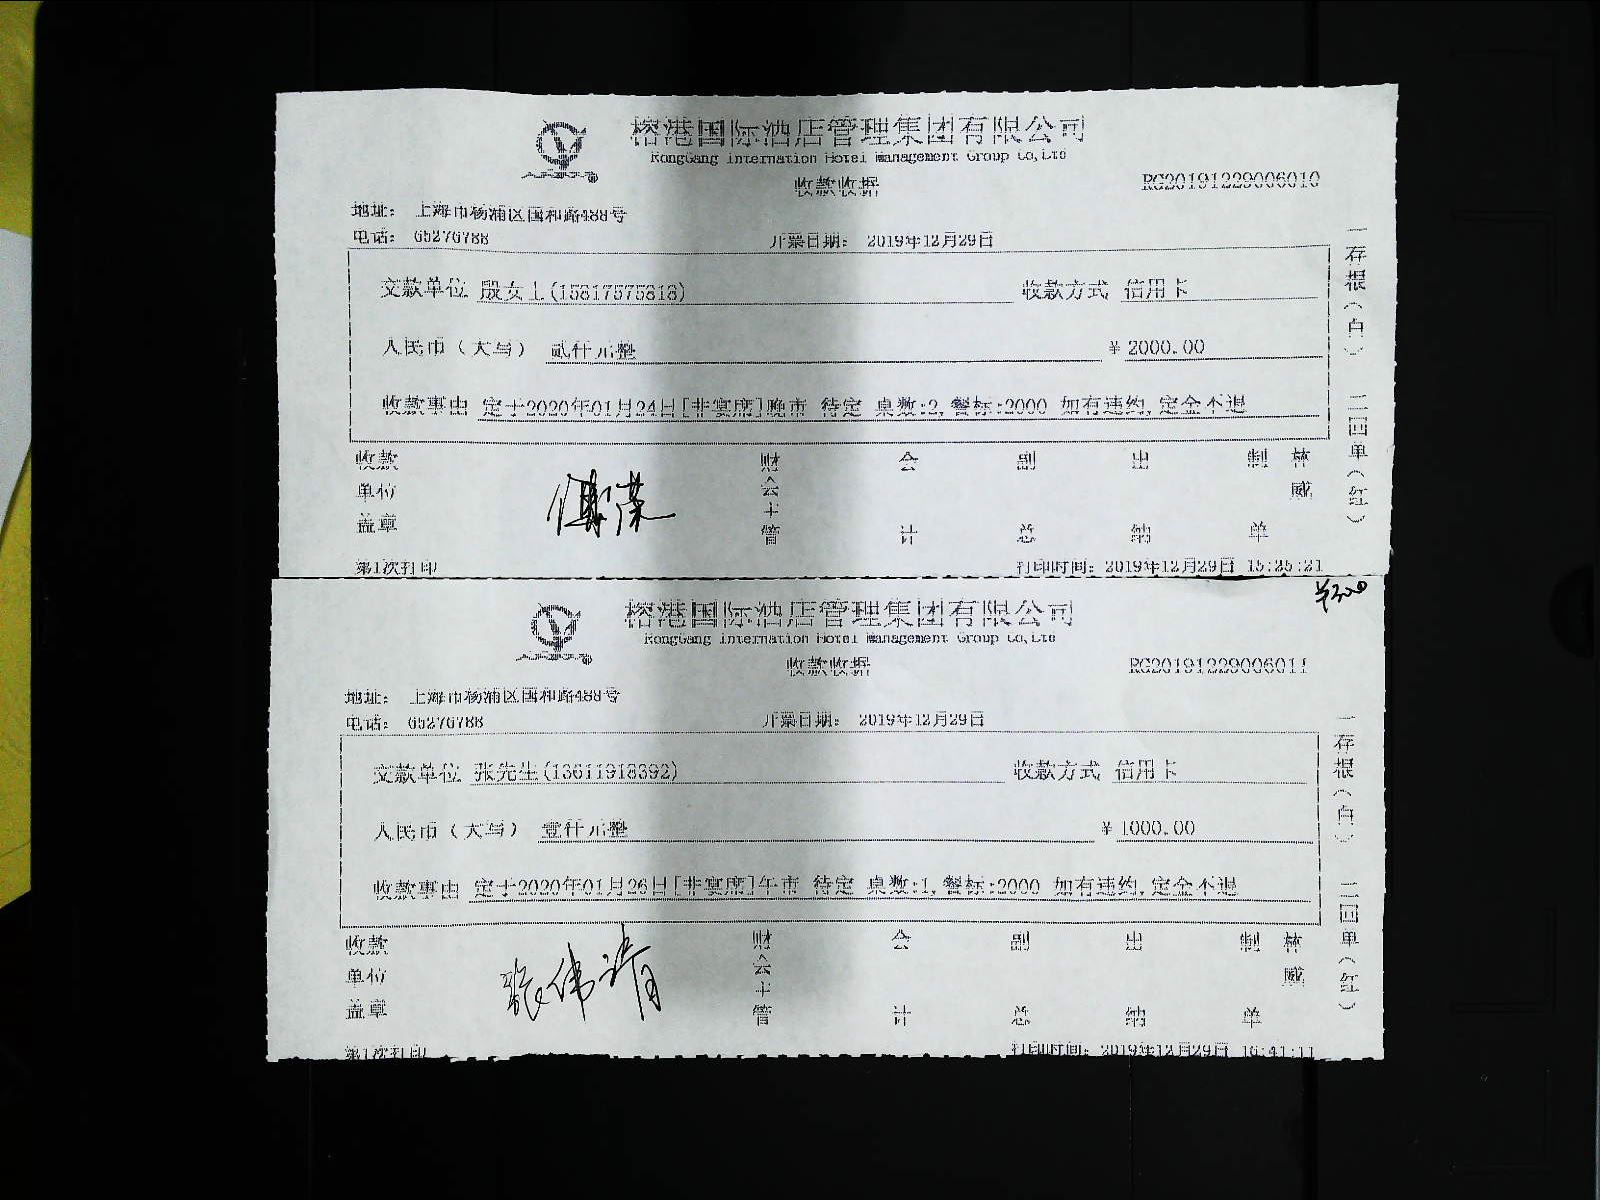 榕港国际酒店管理集团有限公司
RongGang Internation Hotel Management Group Co,Ltd
收款收据 RG20191229006010
地址： 上海市杨浦区国和路488号
电话： 65276788 开票日期： 2019年12月29日
交款单位 殷女士(15817575818) 收款方式 信用卡
人民币（大写） 贰仟元整 ¥ 2000.00
收款事由 定于2020年01月24日[非宴席]晚市 待定 桌数:2,餐标:2000 如有违约,定金不退
一存根（白） 二回单（红）
收款单位盖章 财会主管 会计 副总 出纳 制单 林威
第1次打印 打印时间：2019年12月29日 15:25:21
¥300
榕港国际酒店管理集团有限公司
RongGang Internation Hotel Management Group Co,Ltd
收款收据 RG20191229006011
地址： 上海市杨浦区国和路488号
电话： 65276788 开票日期： 2019年12月29日
交款单位 张先生(13611918392) 收款方式 信用卡
人民币（大写） 壹仟元整 ¥ 1000.00
收款事由 定于2020年01月26日[非宴席]午市 待定 桌数:1,餐标:2000 如有违约,定金不退
一存根（白） 二回单（红）
收款单位盖章 张伟清 财会主管 会计 副总 出纳 制单 林威
第1次打印 打印时间：2019年12月29日 16:41:11